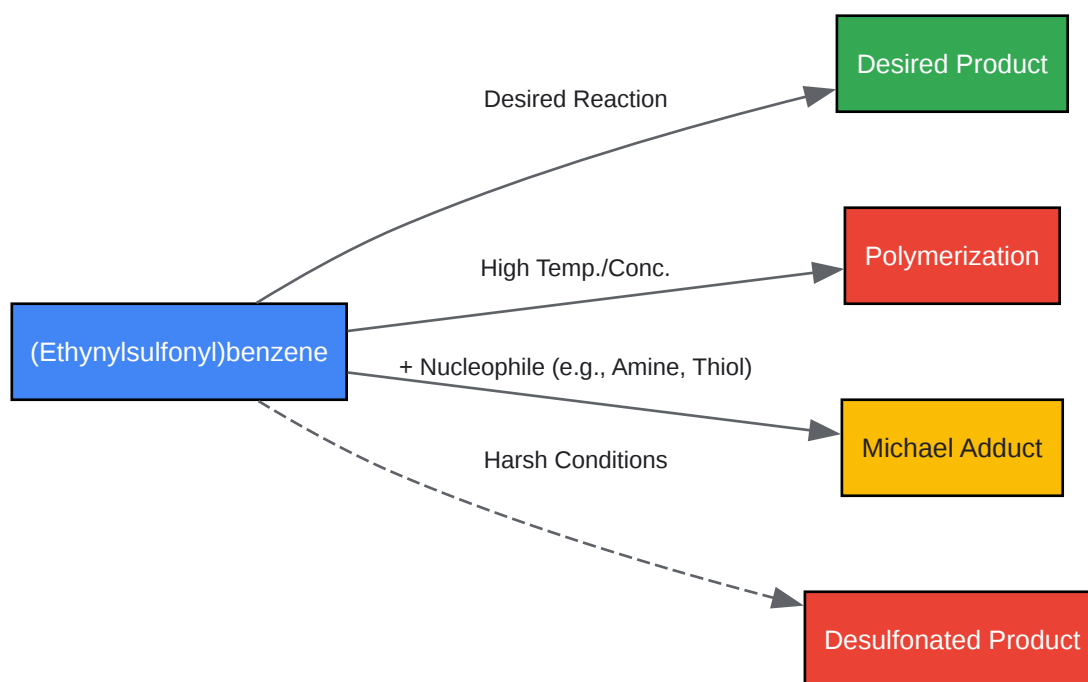 Desired Product
Desired Reaction
Polymerization
High Temp./Conc.
(Ethynylsulfonyl)benzene
+ Nucleophile (e.g., Amine, Thiol)
Michael Adduct
Harsh Conditions
Desulfonated Product